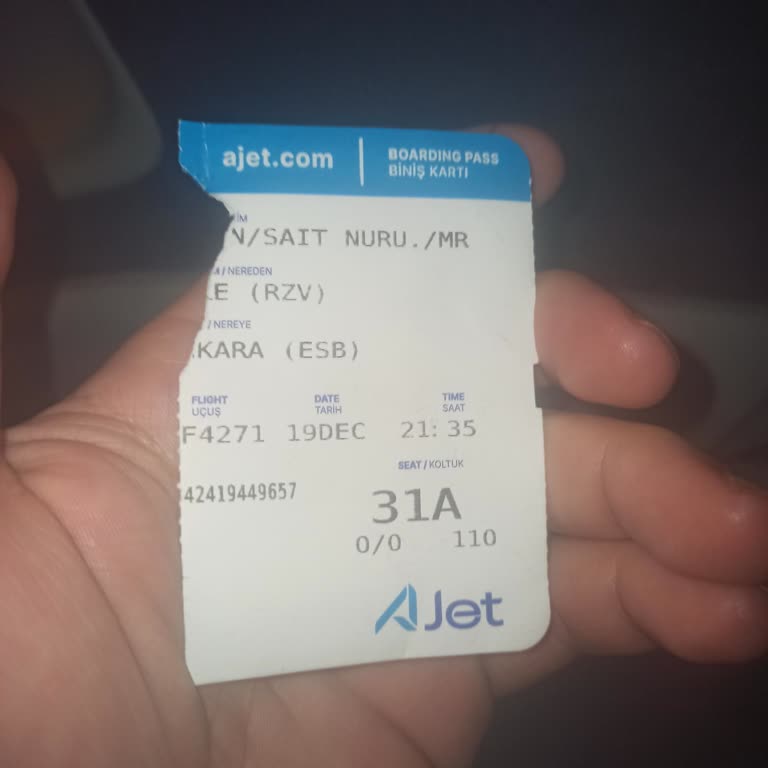 ajet.com
BOARDING PASS
BİNİŞ KARTI
N/SAIT NURU./MR
/ NEREDEN
E (RZV)
/ NEREYE
KARA (ESB)
FLIGHT DATE TIME
UÇUŞ TARİH SAAT
F4271 19DEC 21:35
SEAT / KOLTUK
42419449657
31A
0/0 110
AJet